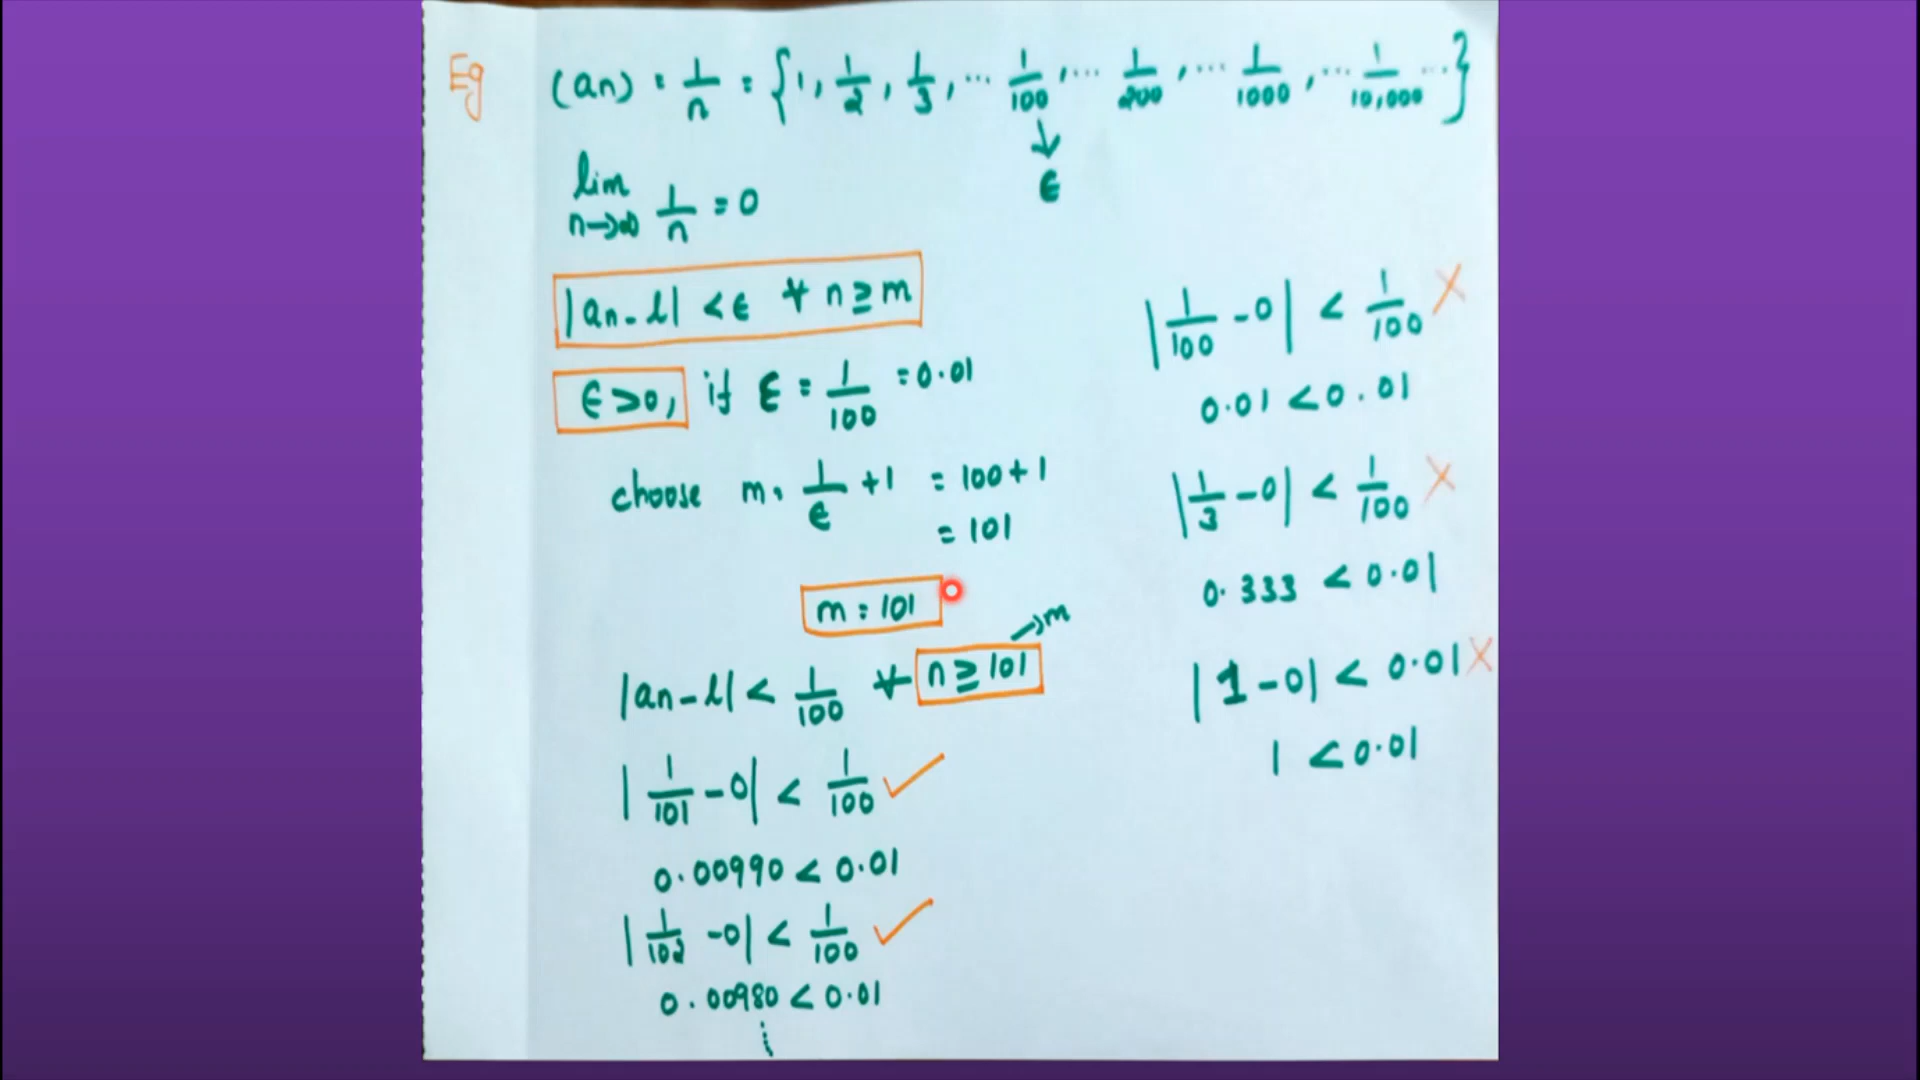 Eg (an) = 1/n = {1, 1/2, 1/3, ... 1/100, ... 1/200, ... 1/1000, ... 1/10,000 ...}
↓
ϵ
lim n→∞ 1/n = 0
|an - l| < ϵ ∀ n ≥ m
ϵ > 0, if ϵ = 1/100 = 0.01
choose m = 1/ϵ + 1 = 100 + 1
= 101
m = 101
→ m
|an - l| < 1/100 ∀ n ≥ 101
|1/101 - 0| < 1/100 ✓
0.00990 < 0.01
|1/102 - 0| < 1/100 ✓
0.00980 < 0.01
⋮
|1/100 - 0| < 1/100 ✗
0.01 < 0.01
|1/3 - 0| < 1/100 ✗
0.333 < 0.01
|1 - 0| < 0.01 ✗
1 < 0.01